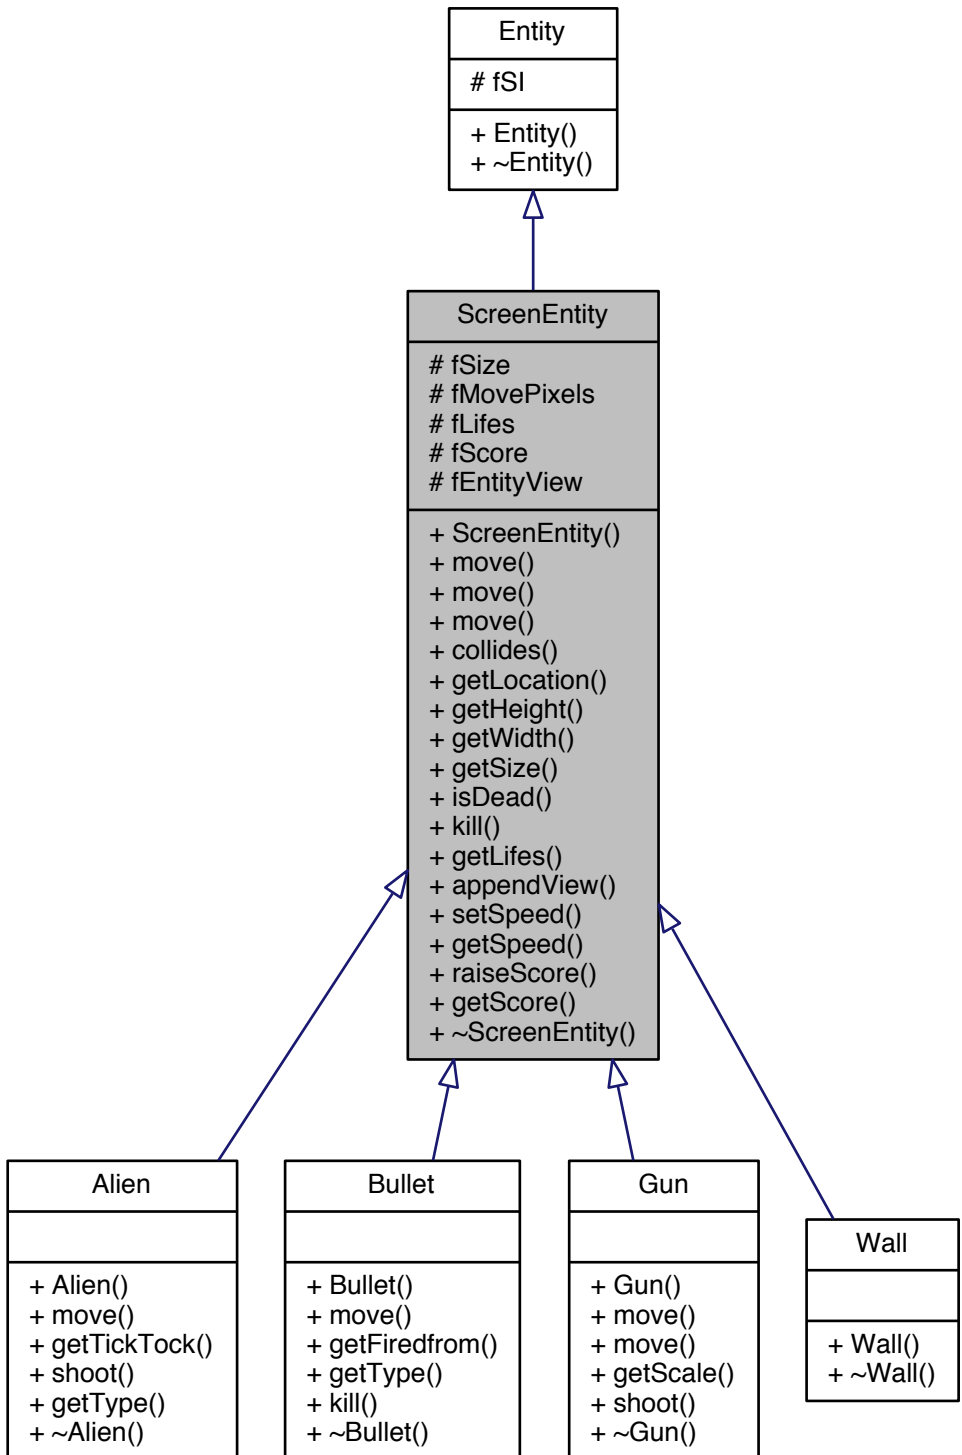 Entity
# fSI
+ Entity()
+ ~Entity()
ScreenEntity
# fSize
# fMovePixels
# fLifes
# fScore
# fEntityView
+ ScreenEntity()
+ move()
+ move()
+ move()
+ collides()
+ getLocation()
+ getHeight()
+ getWidth()
+ getSize()
+ isDead()
+ kill()
+ getLifes()
+ appendView()
+ setSpeed()
+ getSpeed()
+ raiseScore()
+ getScore()
+ ~ScreenEntity()
Alien
+ Alien()
+ move()
+ getTickTock()
+ shoot()
+ getType()
+ ~Alien()
Bullet
+ Bullet()
+ move()
+ getFiredfrom()
+ getType()
+ kill()
+ ~Bullet()
Gun
+ Gun()
+ move()
+ move()
+ getScale()
+ shoot()
+ ~Gun()
Wall
+ Wall()
+ ~Wall()